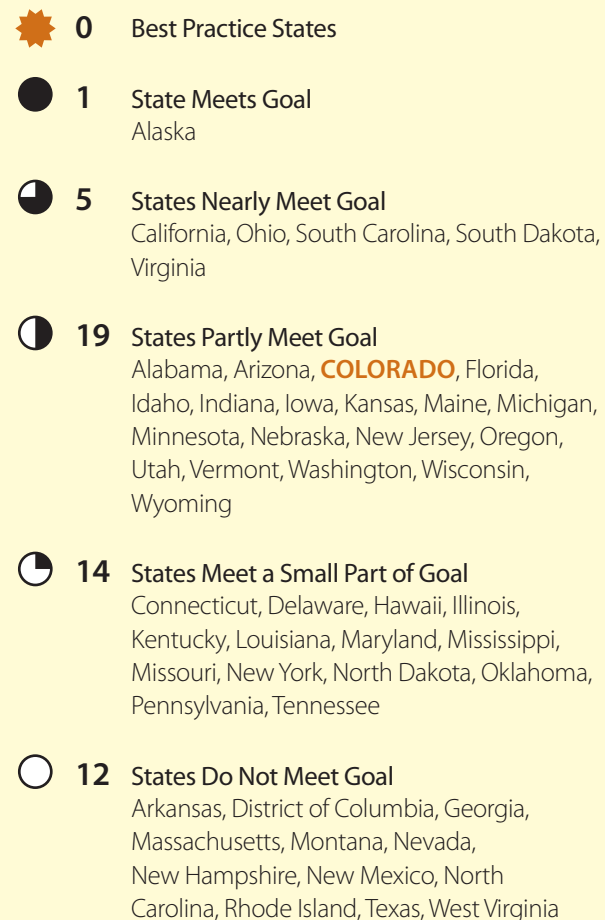 0 Best Practice States
1 State Meets Goal
Alaska
5 States Nearly Meet Goal
California, Ohio, South Carolina, South Dakota,
Virginia
19 States Partly Meet Goal
Alabama, Arizona, COLORADO, Florida,
Idaho, Indiana, Iowa, Kansas, Maine, Michigan,
Minnesota, Nebraska, New Jersey, Oregon,
Utah, Vermont, Washington, Wisconsin,
Wyoming
14 States Meet a Small Part of Goal
Connecticut, Delaware, Hawaii, Illinois,
Kentucky, Louisiana, Maryland, Mississippi,
Missouri, New York, North Dakota, Oklahoma,
Pennsylvania, Tennessee
12 States Do Not Meet Goal
Arkansas, District of Columbia, Georgia,
Massachusetts, Montana, Nevada,
New Hampshire, New Mexico, North
Carolina, Rhode Island, Texas, West Virginia